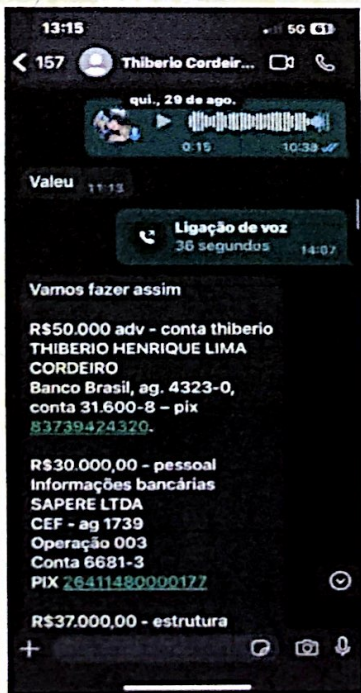 13:15
5G 63
157 Thiberio Cordeir...
qui., 29 de ago.
0:15 10:38
Valeu 11:13
Ligação de voz
36 segundos 14:07
Vamos fazer assim
R$50.000 adv - conta thiberio
THIBERIO HENRIQUE LIMA
CORDEIRO
Banco Brasil, ag. 4323-0,
conta 31.600-8 – pix
83739424320.
R$30.000,00 - pessoal
Informações bancárias
SAPERE LTDA
CEF - ag 1739
Operação 003
Conta 6681-3
PIX 26411480000177
R$37.000,00 - estrutura